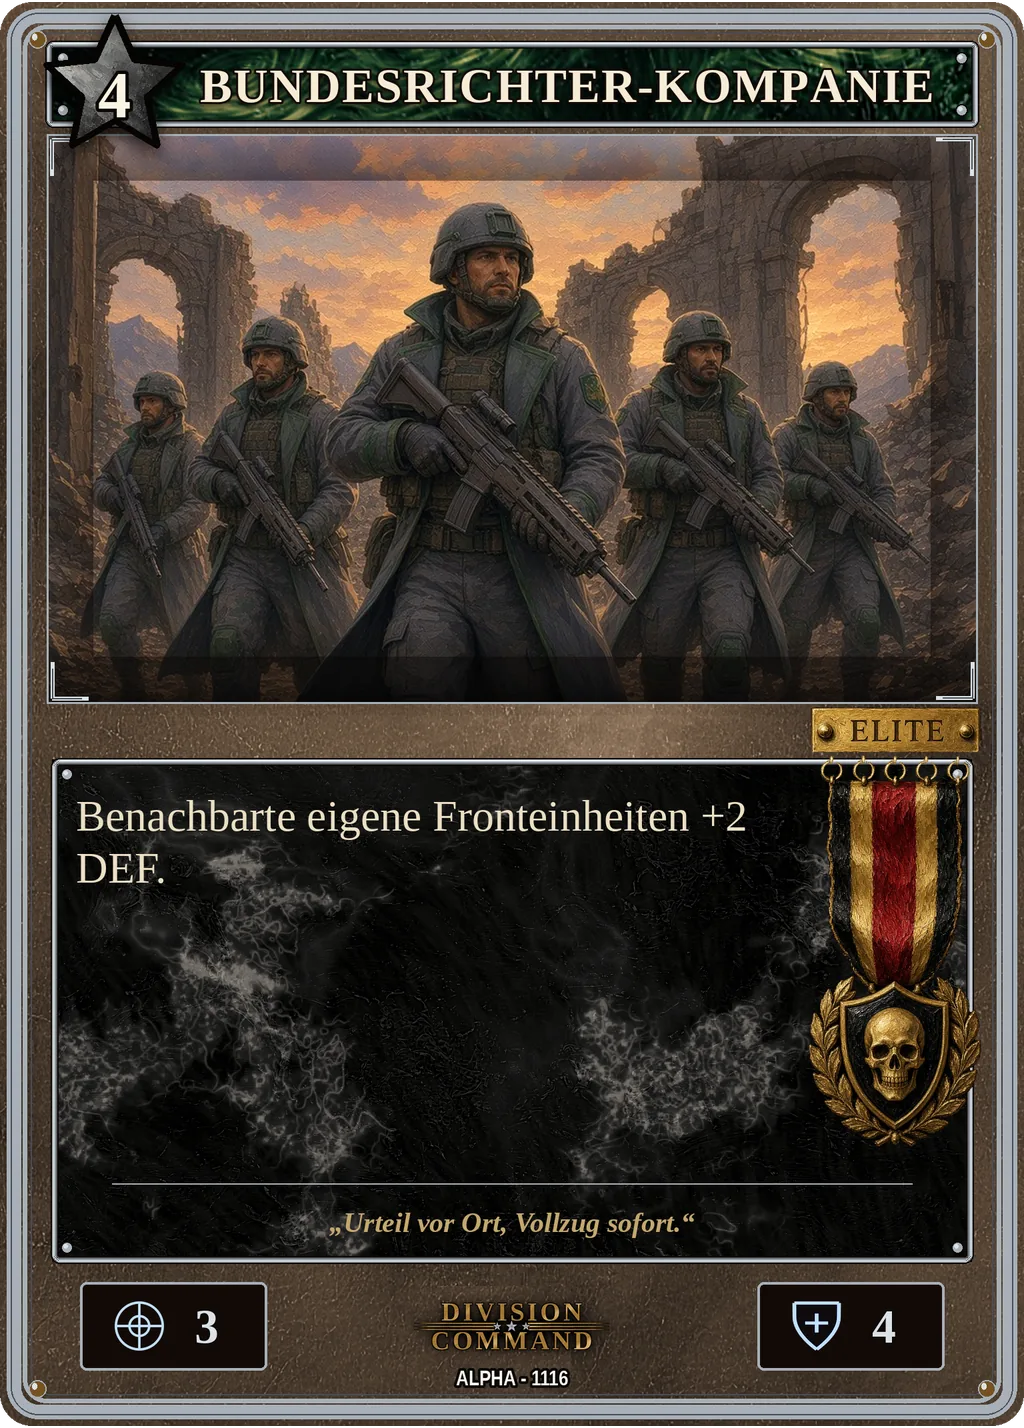 4
BUNDESRICHTER-KOMPANIE
ELITE
Benachbarte eigene Fronteinheiten +2
DEF.
„Urteil vor Ort, Vollzug sofort.“
3
DIVISION
COMMAND
4
ALPHA - 1116